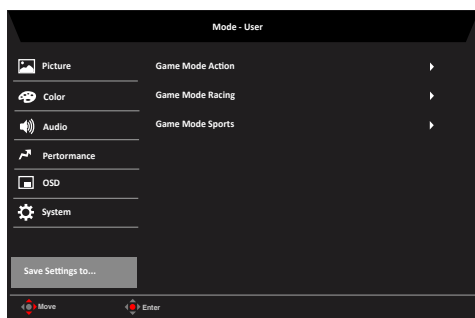 Mode - User
Picture
Color
Audio
Pertormance
OSD
System
Save Settings to...
Game Mode Action
Game Mode Racing
Game Mode Sports
Move
Enter